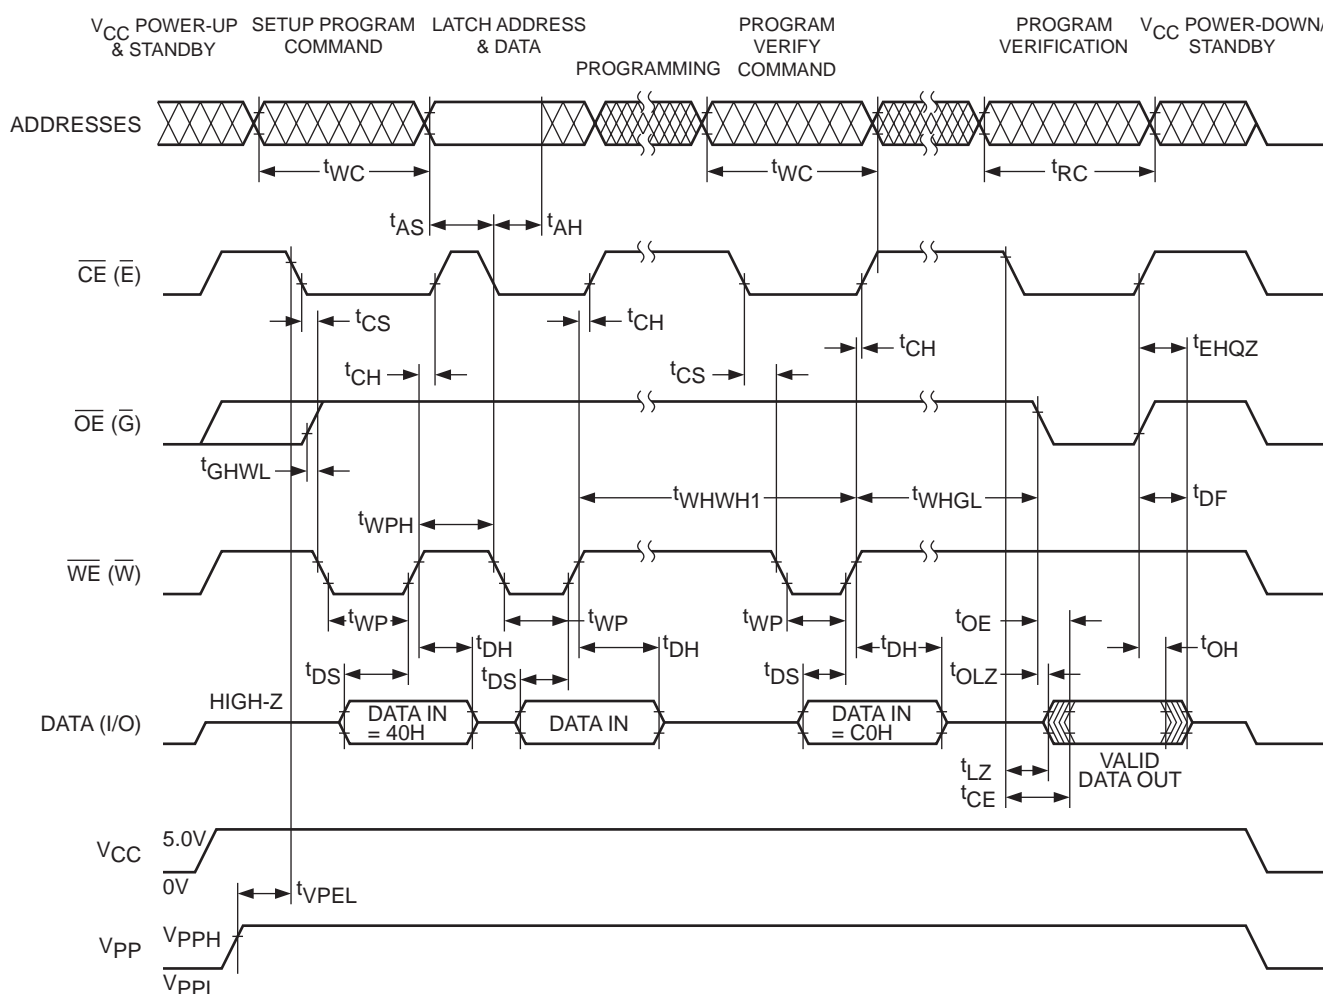 VCC POWER-UP
& STANDBY
SETUP PROGRAM
COMMAND
LATCH ADDRESS
& DATA
PROGRAMMING
PROGRAM
VERIFY
COMMAND
PROGRAM
VERIFICATION
VCC POWER-DOWN/
STANDBY
ADDRESSES
tWC
tWC
tRC
tAS
tAH
CE (E)
tCS
tCH
tCH
tEHQZ
tCH
tCS
OE (G)
tGHWL
tWHWH1
tWHGL
tDF
tWPH
WE (W)
tWP
tWP
tWP
tOE
tDH
tDH
tDH
tOH
tDS
tDS
tDS
tOLZ
DATA (I/O)
HIGH-Z
DATA IN
= 40H
DATA IN
DATA IN
= C0H
VALID
DATA OUT
tLZ
tCE
VCC
5.0V
0V
tVPEL
VPP
VPPH
VPPL